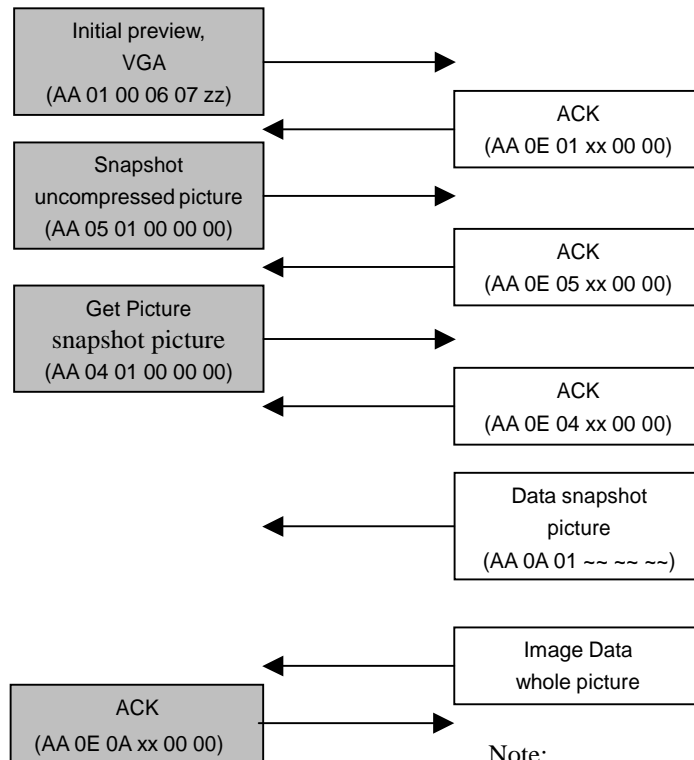 Initial preview,
VGA
(AA 01 00 06 07 zz)
ACK
(AA 0E 01 xx 00 00)
Snapshot
uncompressed picture
(AA 05 01 00 00 00)
ACK
(AA 0E 05 xx 00 00)
Get Picture
snapshot picture
(AA 04 01 00 00 00)
ACK
(AA 0E 04 xx 00 00)
Data snapshot
picture
(AA 0A 01 ~~ ~~ ~~)
Image Data
whole picture
ACK
(AA 0E 0A xx 00 00)
Note: